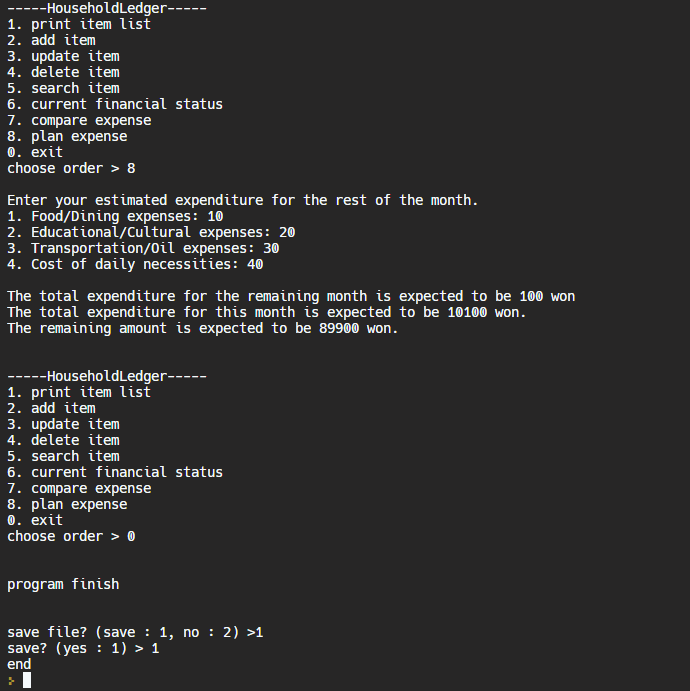 -----HouseholdLedger-----
1. print item list
2. add item
3. update item
4. delete item
5. search item
6. current financial status
7. compare expense
8. plan expense
0. exit
choose order > 8
Enter your estimated expenditure for the rest of the month.
1. Food/Dining expenses: 10
2. Educational/Cultural expenses: 20
3. Transportation/Oil expenses: 30
4. Cost of daily necessities: 40
The total expenditure for the remaining month is expected to be 100 won
The total expenditure for this month is expected to be 10100 won.
The remaining amount is expected to be 89900 won.
-----HouseholdLedger-----
1. print item list
2. add item
3. update item
4. delete item
5. search item
6. current financial status
7. compare expense
8. plan expense
0. exit
choose order > 0
program finish
save file? (save : 1, no : 2) >1
save? (yes : 1) > 1
end
>